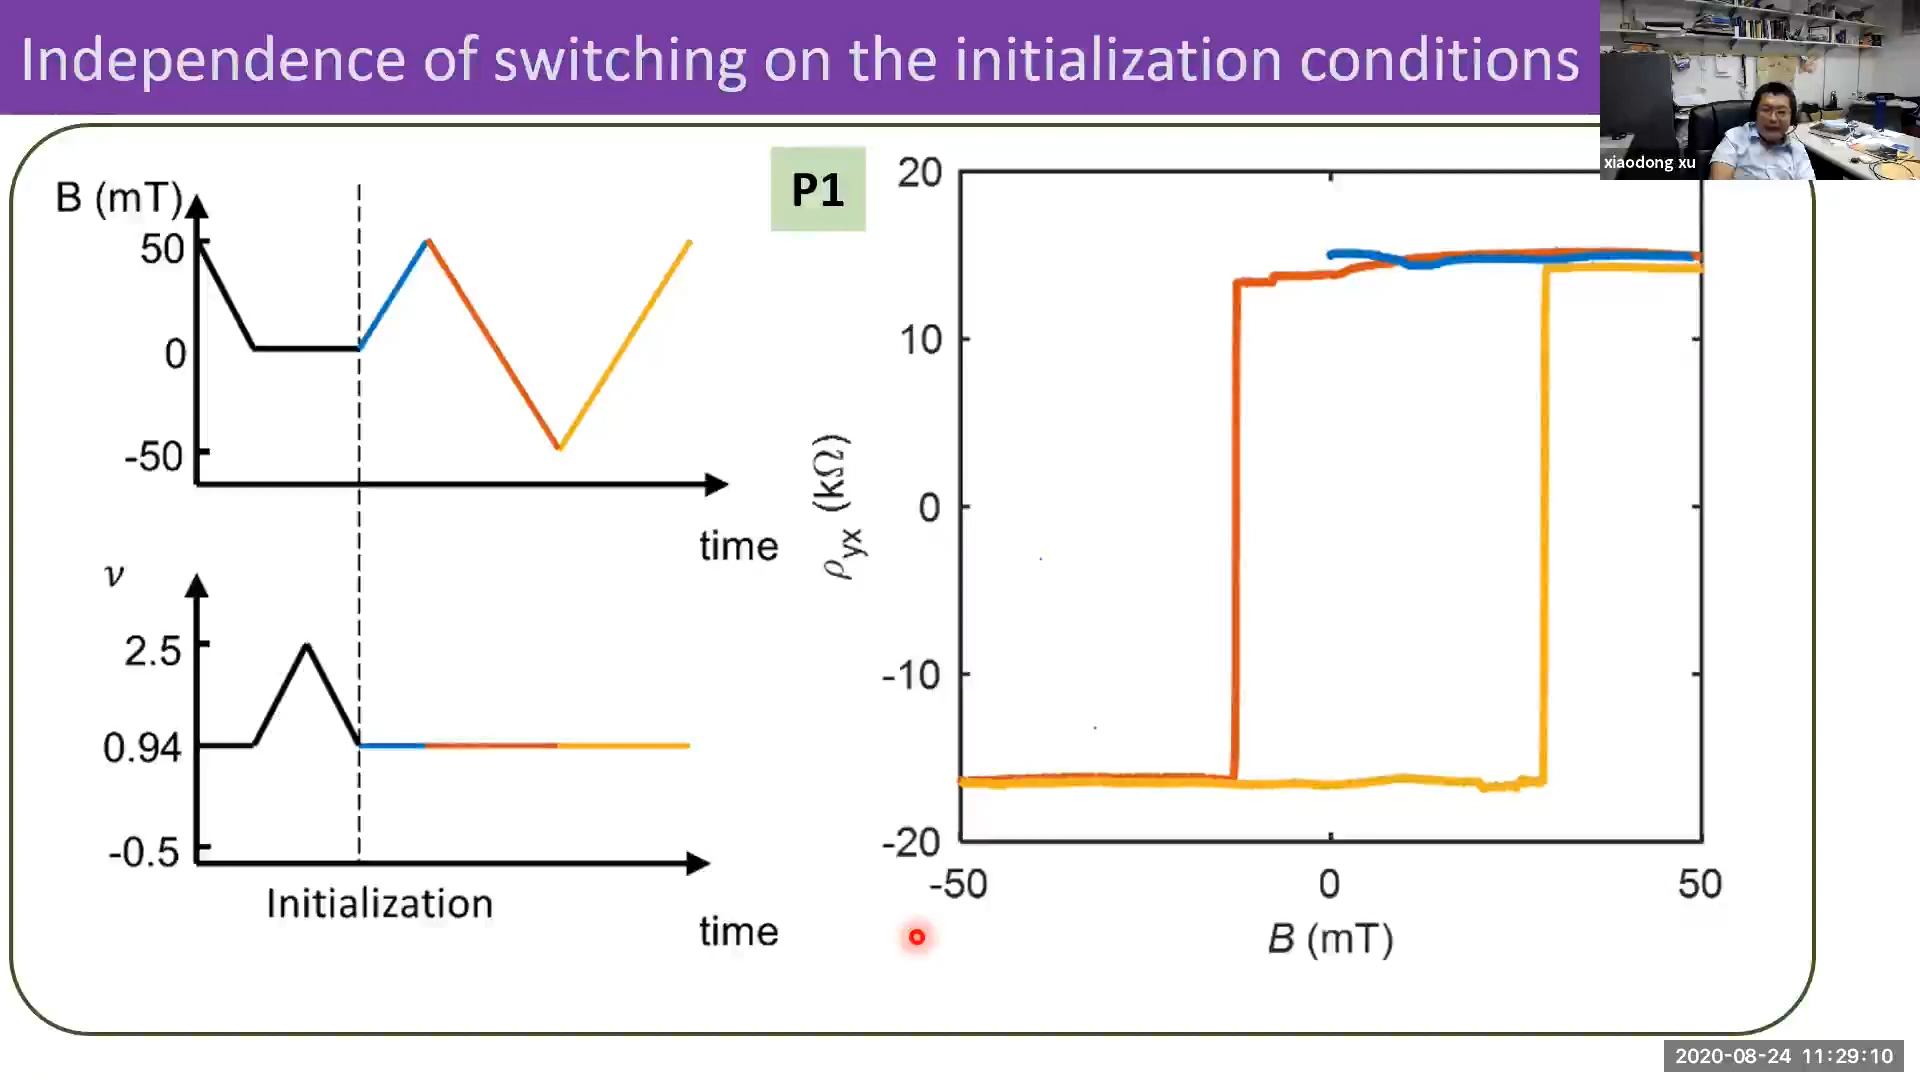 Independence of switching on the initialization conditions
xiaodong xu
B (mT)
50
0
-50
time
ν
2.5
0.94
-0.5
Initialization
time
P1
20
10
0
-10
-20
ρyx (kΩ)
-50
0
50
B (mT)
2020-08-24 11:29:10